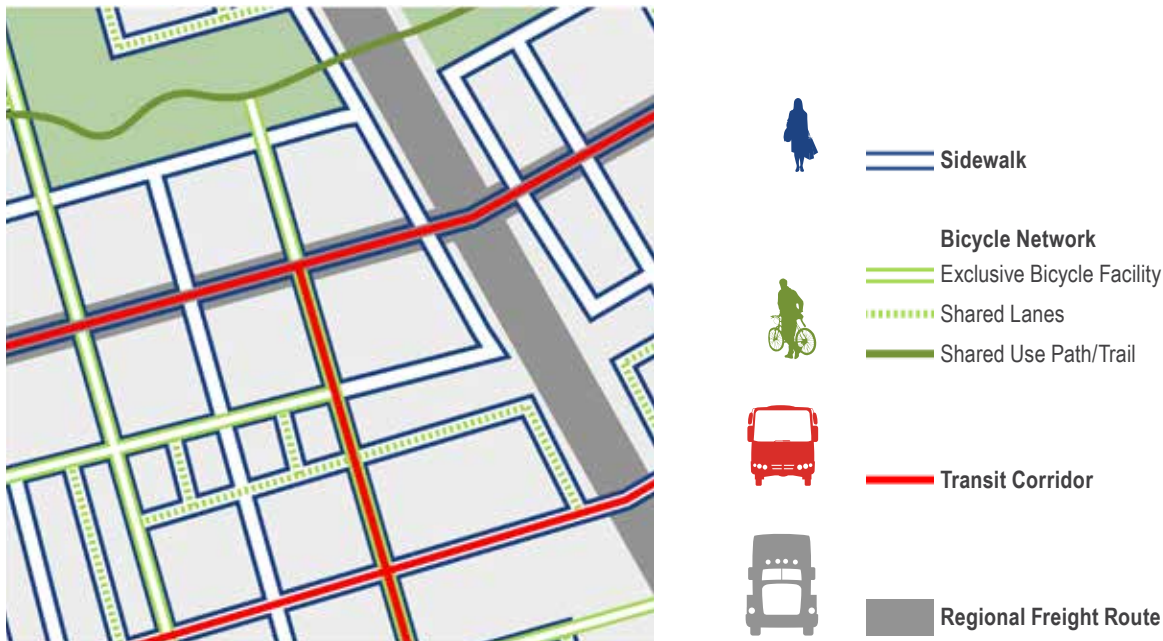 Sidewalk
Bicycle Network
Exclusive Bicycle Facility
Shared Lanes
Shared Use Path/Trail
Transit Corridor
Regional Freight Route